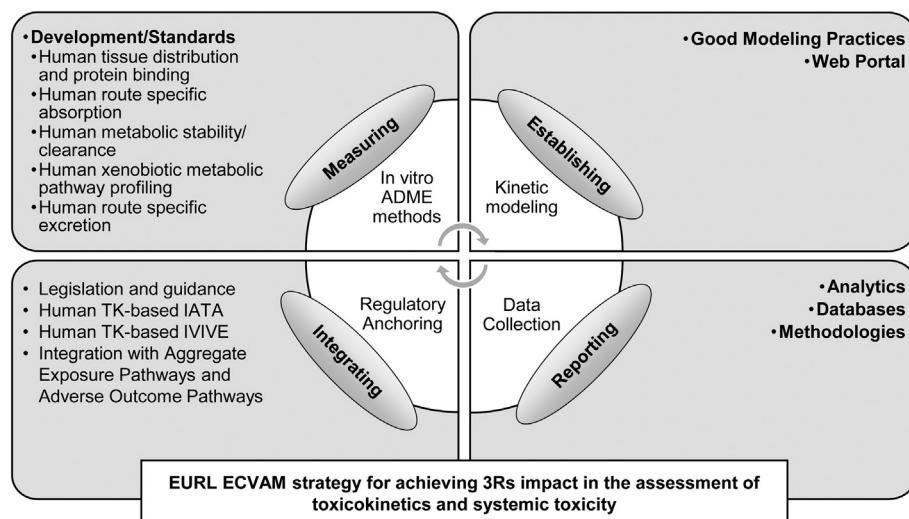 •Development/Standards
•Human tissue distribution
and protein binding
•Human route specific
absorption
•Human metabolic stability/
clearance
•Human xenobiotic metabolic
pathway profiling
•Human route specific
excretion
Measuring
In vitro
ADME
methods
•Good Modeling Practices
•Web Portal
Establishing
Kinetic
modeling
• Legislation and guidance
• Human TK-based IATA
• Human TK-based IVIVE
• Integration with Aggregate
Exposure Pathways and
Adverse Outcome Pathways
Integrating
Regulatory
Anchoring
Data
Collection
Reporting
•Analytics
•Databases
•Methodologies
EURL ECVAM strategy for achieving 3Rs impact in the assessment of
toxicokinetics and systemic toxicity